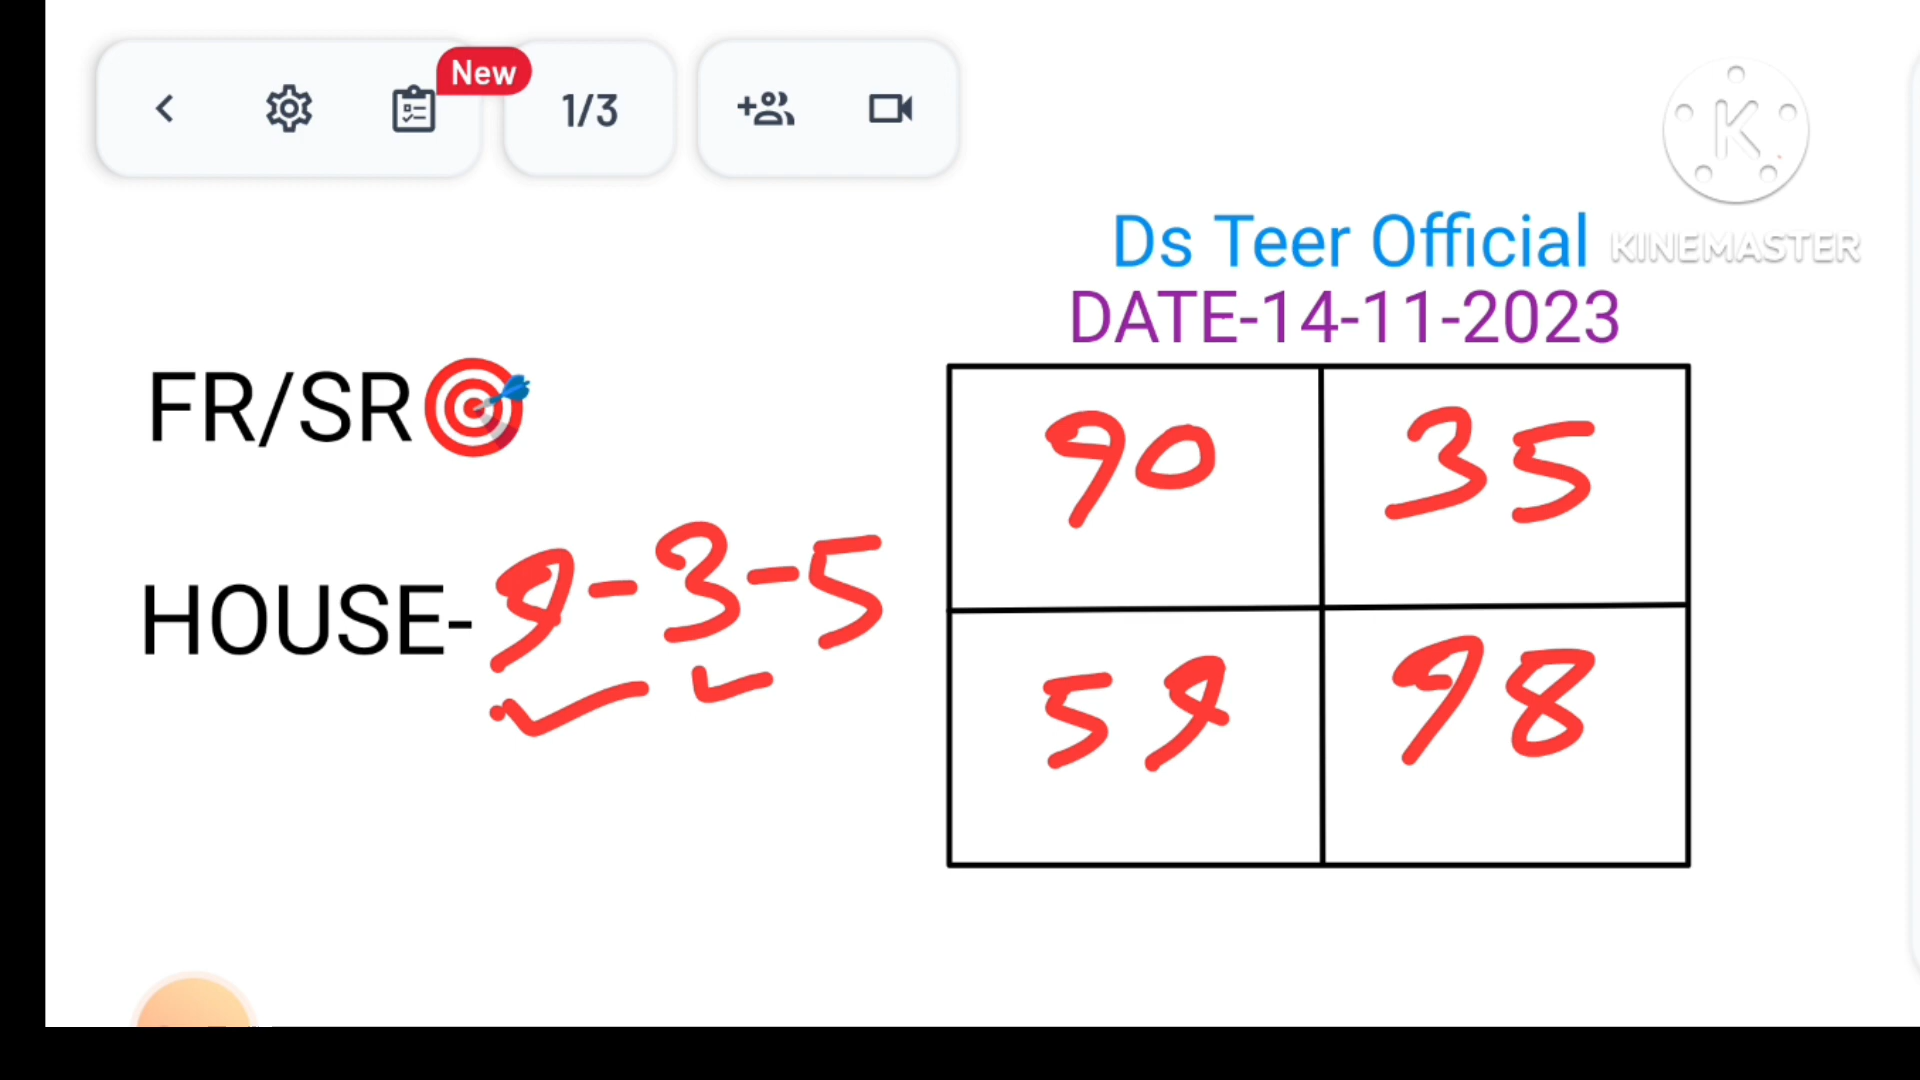 New
1/3
K
KINEMASTER
Ds Teer Official
DATE-14-11-2023
FR/SR🎯
HOUSE-9-3-5
90 35
59 98